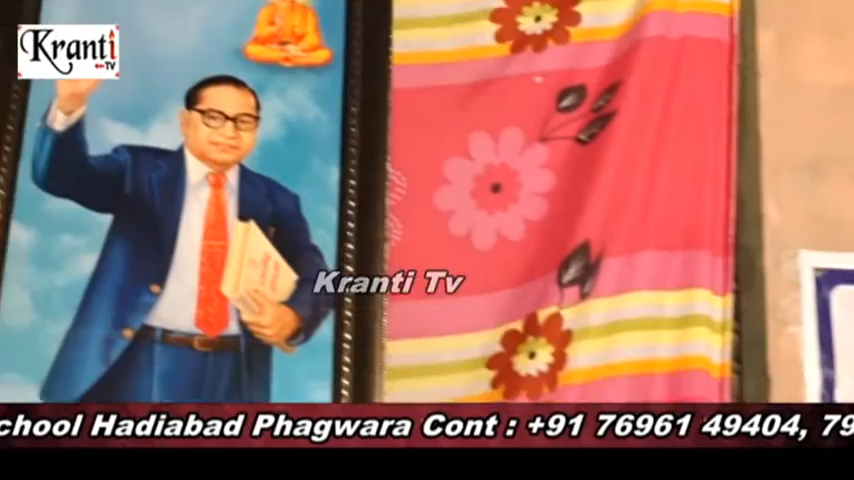 Kranti
TV
Kranti Tv
chool Hadiabad Phagwara Cont : +91 76961 49404, 79